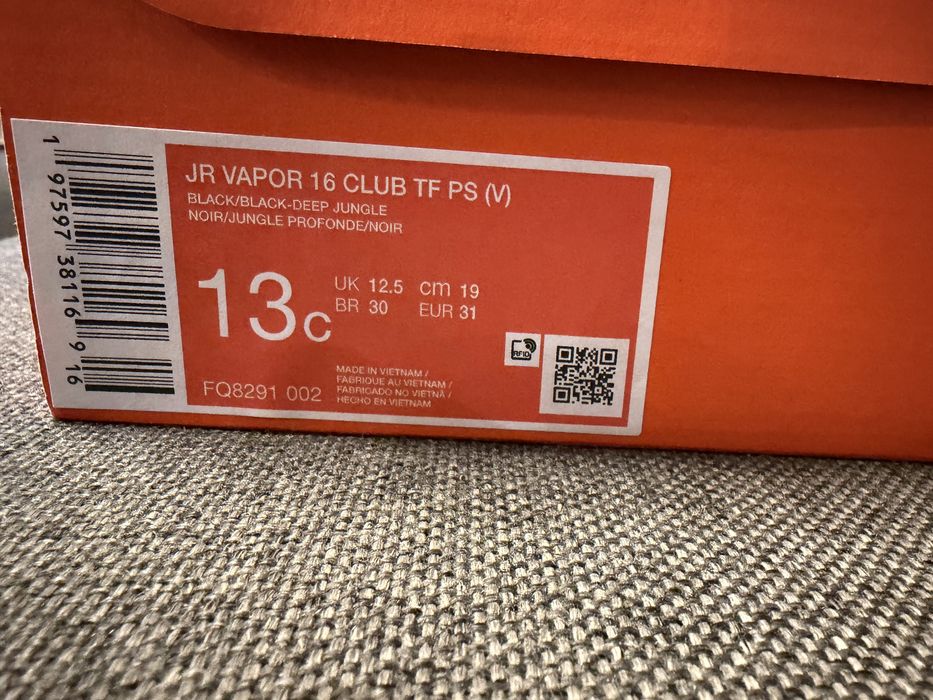 JR VAPOR 16 CLUB TF PS (V)
BLACK/BLACK-DEEP JUNGLE
NOIR/JUNGLE PROFONDE/NOIR
13c
UK 12.5 cm 19
BR 30 EUR 31
RFID
MADE IN VIETNAM /
FABRIQUE AU VIETNAM /
FABRICADO NO VIETNÃ /
HECHO EN VIETNAM
FQ8291 002
1 97597 38116 9 16